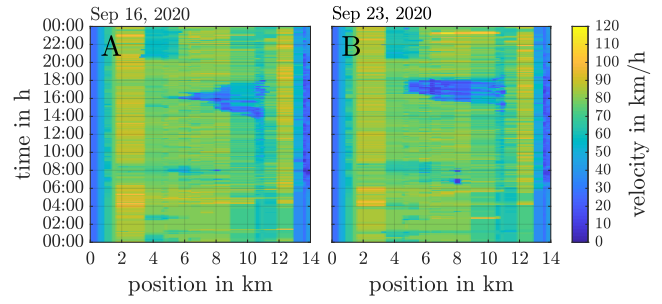 Sep 16, 2020
Sep 23, 2020
A
B
00:00
22:00
20:00
18:00
16:00
14:00
12:00
10:00
08:00
06:00
04:00
02:00
00:00
time in h
0 2 4 6 8 10 12 14
0 2 4 6 8 10 12 14
position in km
position in km
120
110
100
90
80
70
60
50
40
30
20
10
0
velocity in km/h